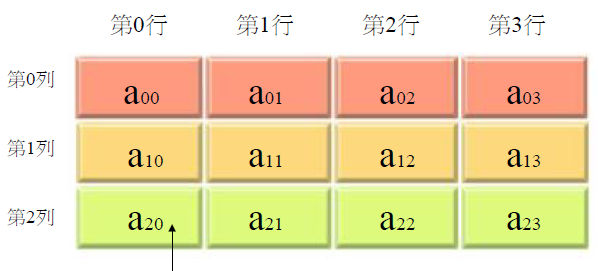 第0行 第1行 第2行 第3行
第0列 a00 a01 a02 a03
第1列 a10 a11 a12 a13
第2列 a20 a21 a22 a23